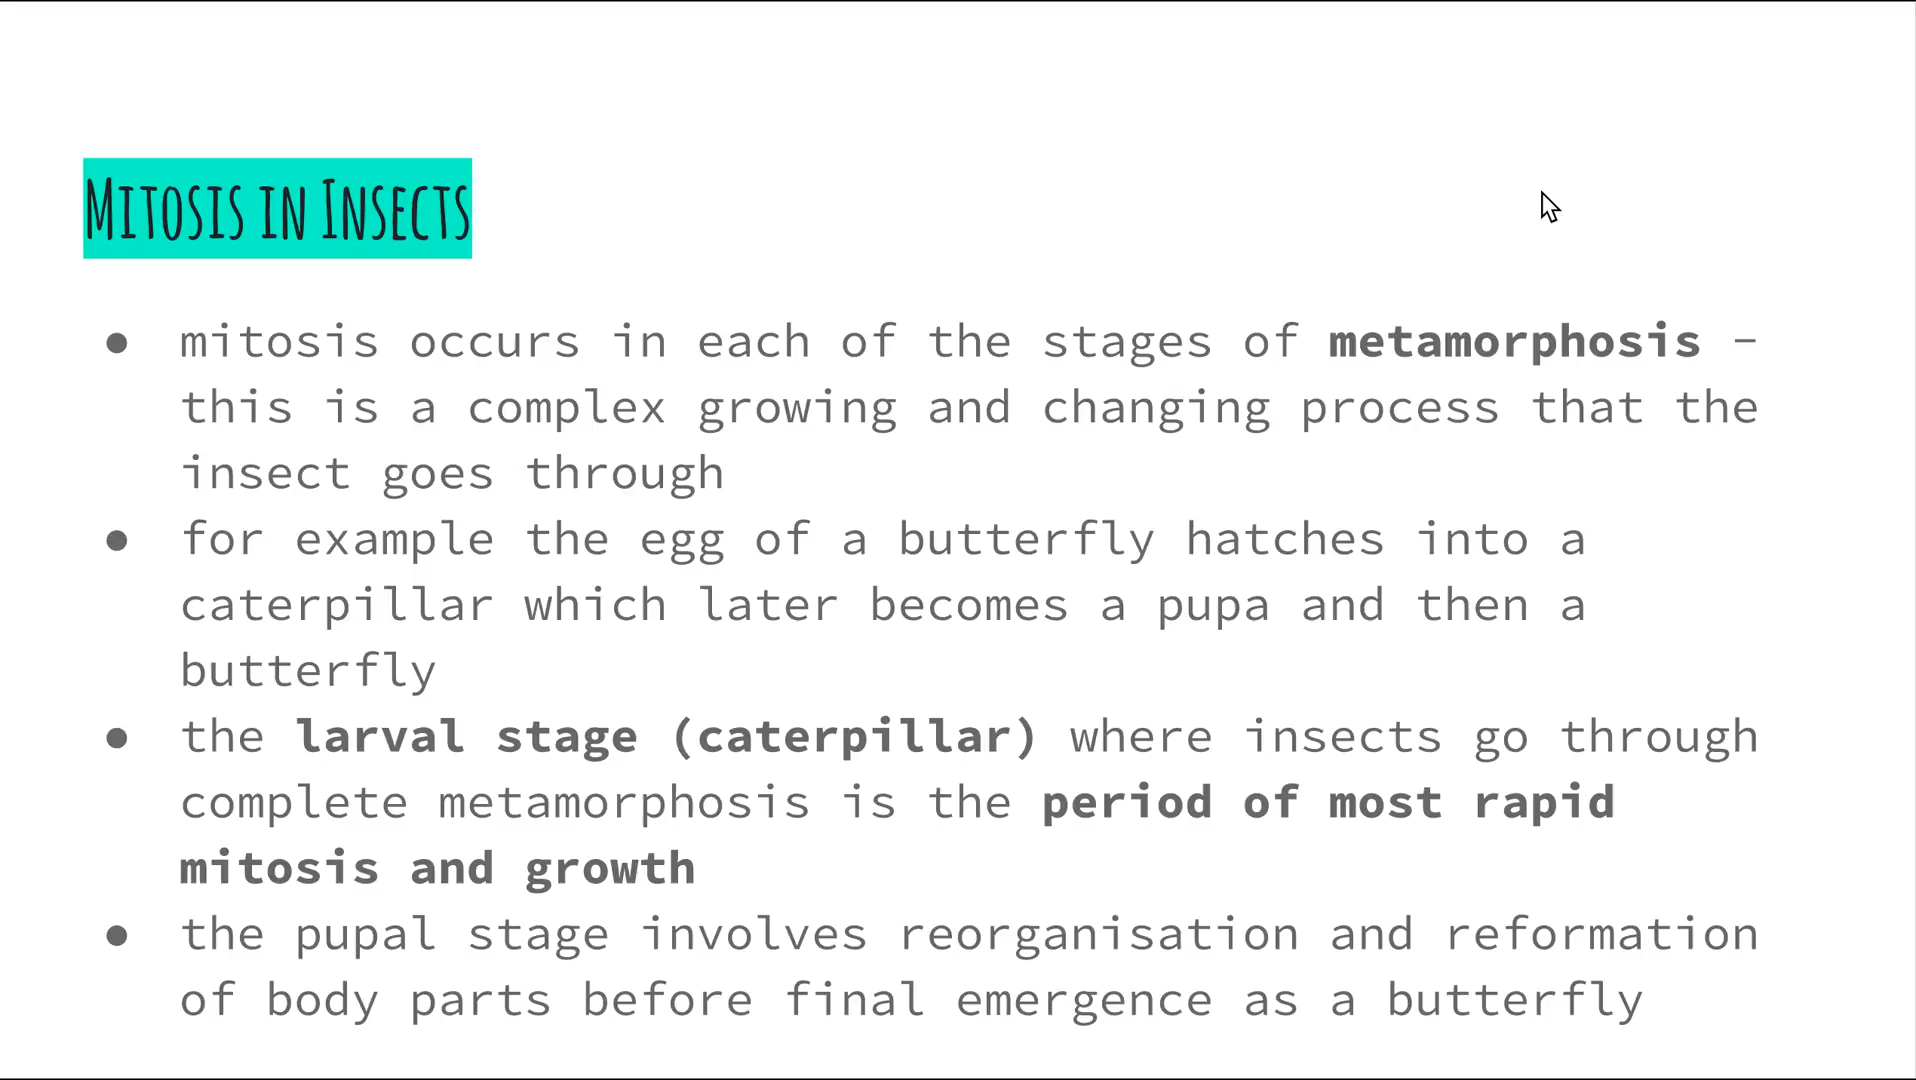 Mitosis in Insects
● mitosis occurs in each of the stages of metamorphosis –
this is a complex growing and changing process that the
insect goes through
● for example the egg of a butterfly hatches into a
caterpillar which later becomes a pupa and then a
butterfly
● the larval stage (caterpillar) where insects go through
complete metamorphosis is the period of most rapid
mitosis and growth
● the pupal stage involves reorganisation and reformation
of body parts before final emergence as a butterfly